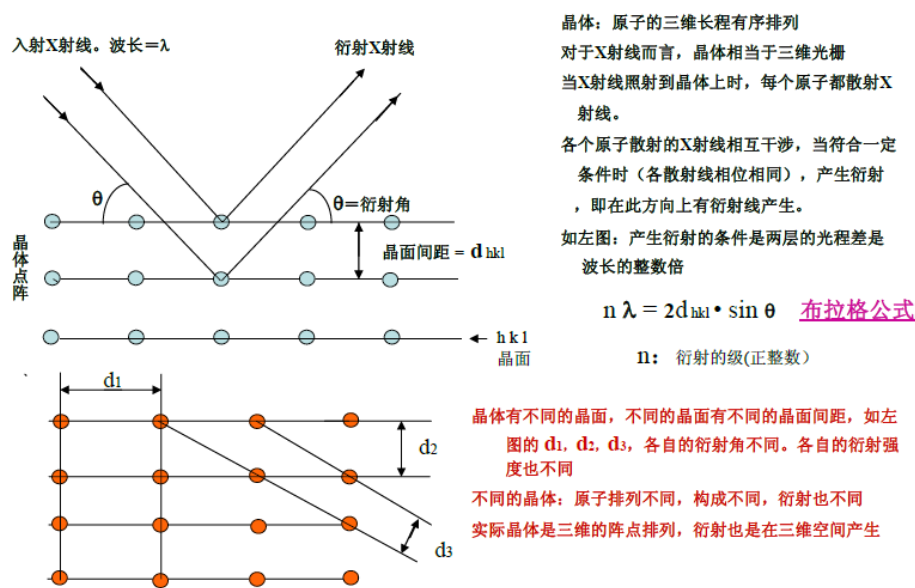 入射X射线。波长＝λ
衍射X射线
θ
θ＝衍射角
晶体点阵
晶面间距 = d hkl
h k l
晶面
d1
d2
d3
晶体：原子的三维长程有序排列
对于X射线而言，晶体相当于三维光栅
当X射线照射到晶体上时，每个原子都散射X
射线。
各个原子散射的X射线相互干涉，当符合一定
条件时（各散射线相位相同），产生衍射
，即在此方向上有衍射线产生。
如左图：产生衍射的条件是两层的光程差是
波长的整数倍
n λ = 2d hkl • sin θ 布拉格公式
n： 衍射的级(正整数）
晶体有不同的晶面，不同的晶面有不同的晶面间距，如左
图的 d1, d2, d3，各自的衍射角不同。各自的衍射强
度也不同
不同的晶体：原子排列不同，构成不同，衍射也不同
实际晶体是三维的阵点排列，衍射也是在三维空间产生